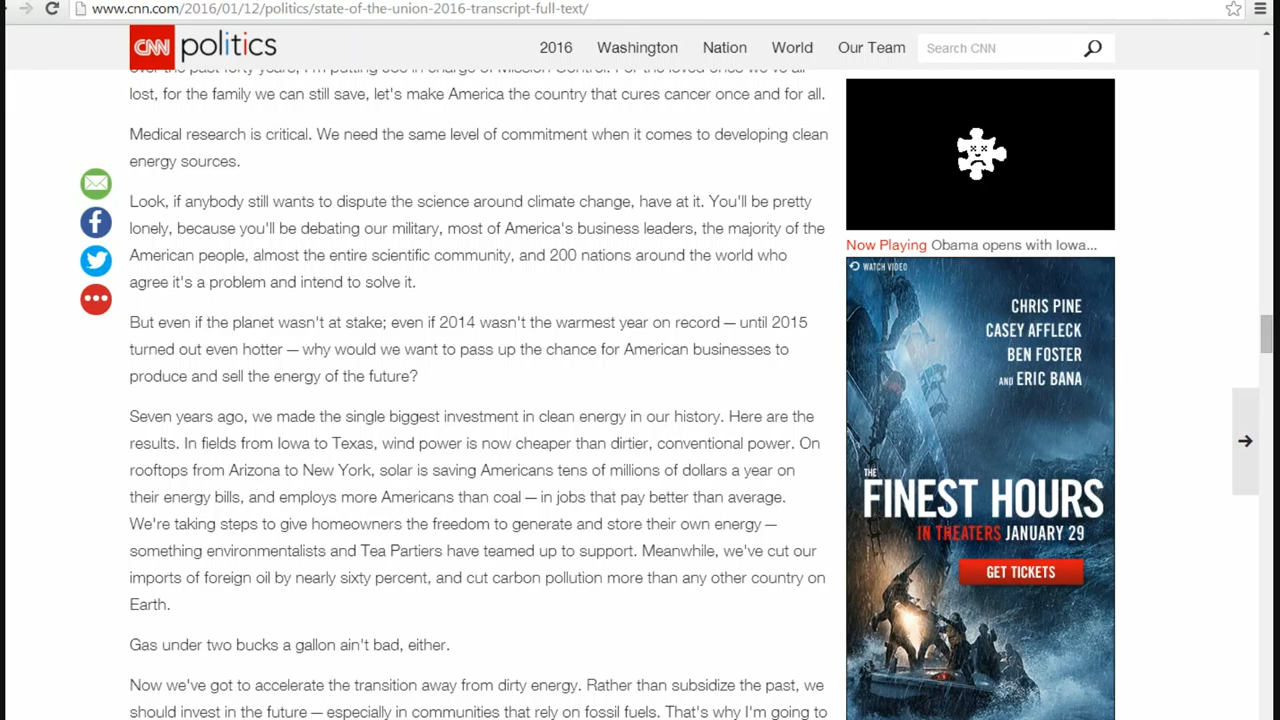 www.cnn.com/2016/01/12/politics/state-of-the-union-2016-transcript-full-text/
CNN politics
2016 Washington Nation World Our Team Search CNN
lost, for the family we can still save, let's make America the country that cures cancer once and for all.
Medical research is critical. We need the same level of commitment when it comes to developing clean
energy sources.
Look, if anybody still wants to dispute the science around climate change, have at it. You'll be pretty
lonely, because you'll be debating our military, most of America's business leaders, the majority of the
American people, almost the entire scientific community, and 200 nations around the world who
agree it's a problem and intend to solve it.
But even if the planet wasn't at stake; even if 2014 wasn't the warmest year on record — until 2015
turned out even hotter — why would we want to pass up the chance for American businesses to
produce and sell the energy of the future?
Seven years ago, we made the single biggest investment in clean energy in our history. Here are the
results. In fields from Iowa to Texas, wind power is now cheaper than dirtier, conventional power. On
rooftops from Arizona to New York, solar is saving Americans tens of millions of dollars a year on
their energy bills, and employs more Americans than coal — in jobs that pay better than average.
We're taking steps to give homeowners the freedom to generate and store their own energy —
something environmentalists and Tea Partiers have teamed up to support. Meanwhile, we've cut our
imports of foreign oil by nearly sixty percent, and cut carbon pollution more than any other country on
Earth.
Gas under two bucks a gallon ain't bad, either.
Now we've got to accelerate the transition away from dirty energy. Rather than subsidize the past, we
should invest in the future — especially in communities that rely on fossil fuels. That's why I'm going to
Now Playing Obama opens with Iowa...
WATCH VIDEO
CHRIS PINE
CASEY AFFLECK
BEN FOSTER
AND ERIC BANA
THE
FINEST HOURS
IN THEATERS JANUARY 29
GET TICKETS